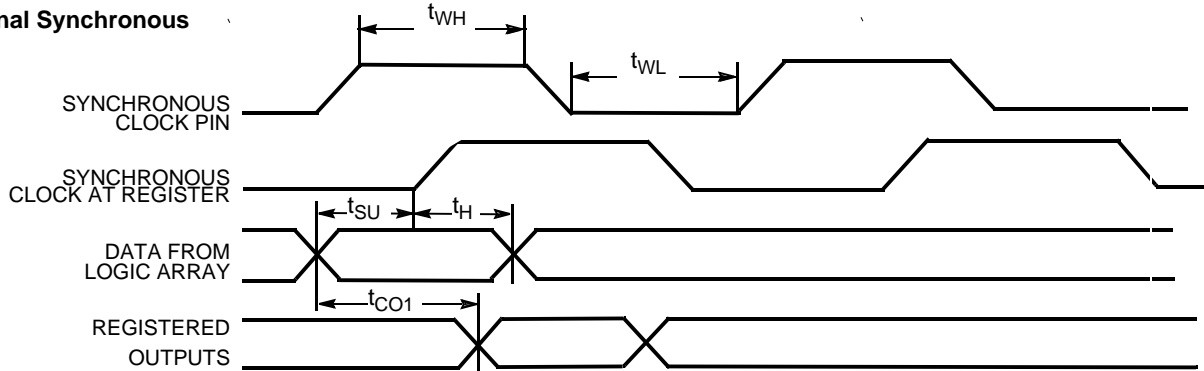 nal Synchronous
tWH
tWL
SYNCHRONOUS
CLOCK PIN
SYNCHRONOUS
CLOCK AT REGISTER
tSU
tH
DATA FROM
LOGIC ARRAY
tCO1
REGISTERED
OUTPUTS